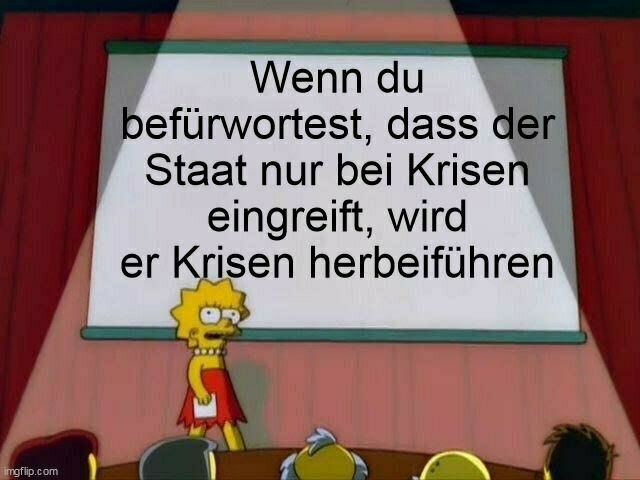 Wenn du
befürwortest, dass der
Staat nur bei Krisen
eingreift, wird
er Krisen herbeiführen
imgflip.com